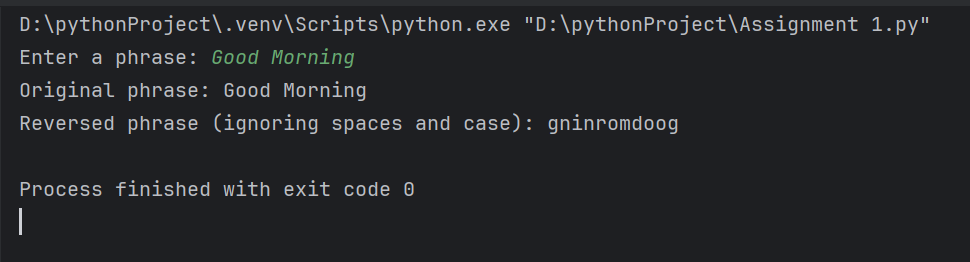 D:\pythonProject\.venv\Scripts\python.exe "D:\pythonProject\Assignment 1.py"
Enter a phrase: Good Morning
Original phrase: Good Morning
Reversed phrase (ignoring spaces and case): gninromdoog
Process finished with exit code 0